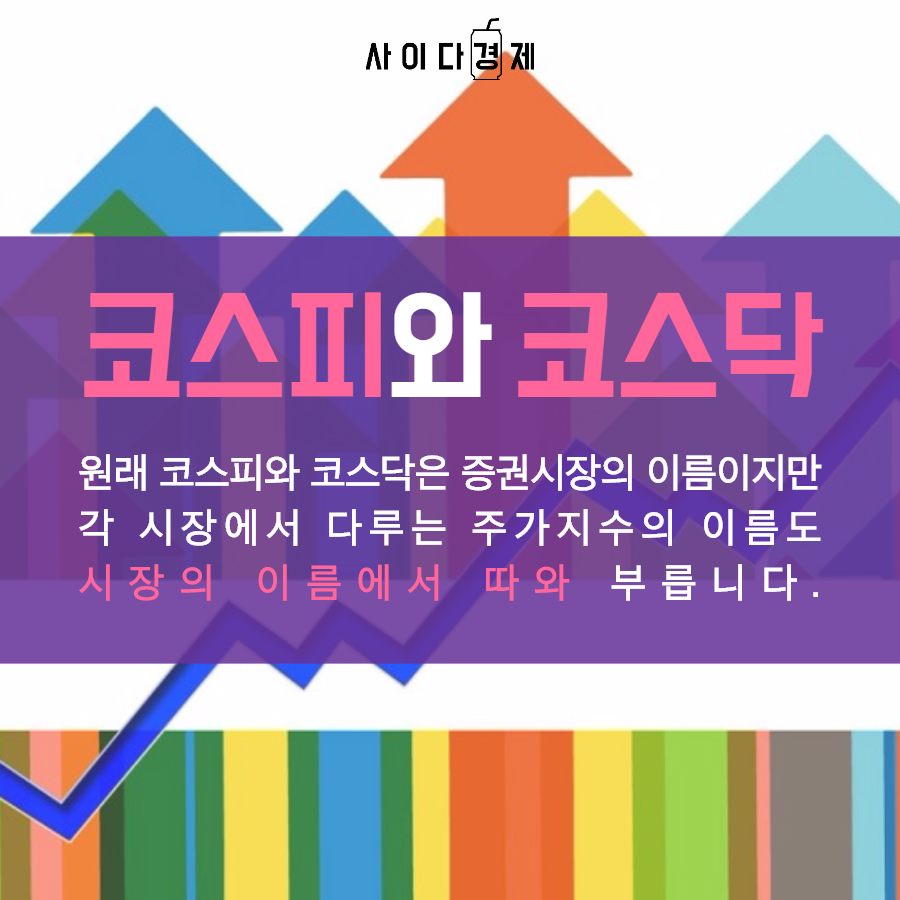 사이다경제
코스피와 코스닥
원래 코스피와 코스닥은 증권시장의 이름이지만
각 시장에서 다루는 주가지수의 이름도
시장의 이름에서 따와 부릅니다.